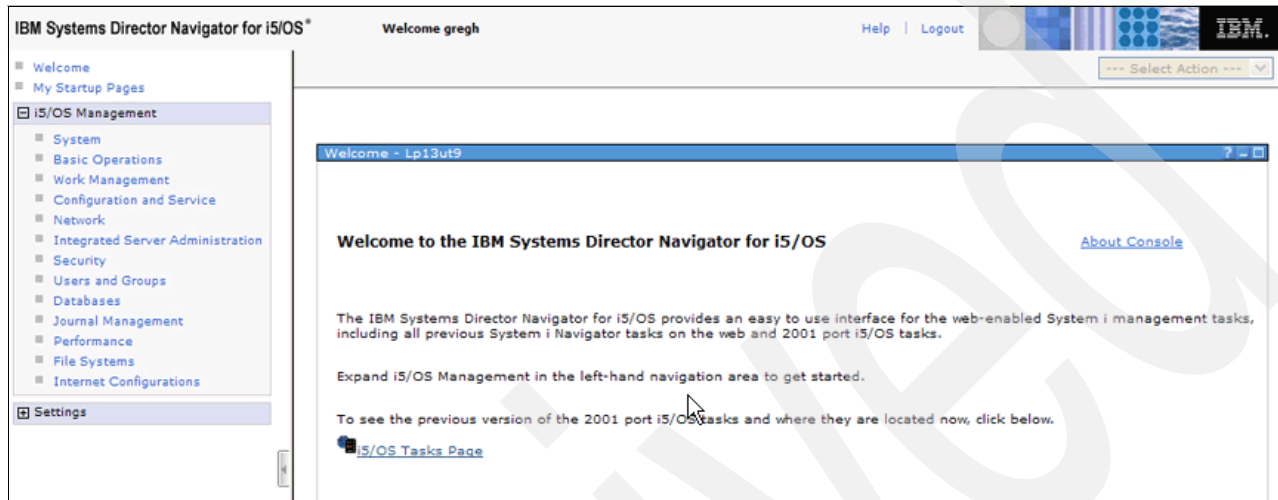 IBM Systems Director Navigator for i5/OS®
Welcome gregh
Help | Logout
IBM.
--- Select Action ---
Welcome
My Startup Pages
i5/OS Management
System
Basic Operations
Work Management
Configuration and Service
Network
Integrated Server Administration
Security
Users and Groups
Databases
Journal Management
Performance
File Systems
Internet Configurations
Settings
Welcome - Lp13ut9
Welcome to the IBM Systems Director Navigator for i5/OS
About Console
The IBM Systems Director Navigator for i5/OS provides an easy to use interface for the web-enabled System i management tasks,
including all previous System i Navigator tasks on the web and 2001 port i5/OS tasks.
Expand i5/OS Management in the left-hand navigation area to get started.
To see the previous version of the 2001 port i5/OS tasks and where they are located now, click below.
i5/OS Tasks Page